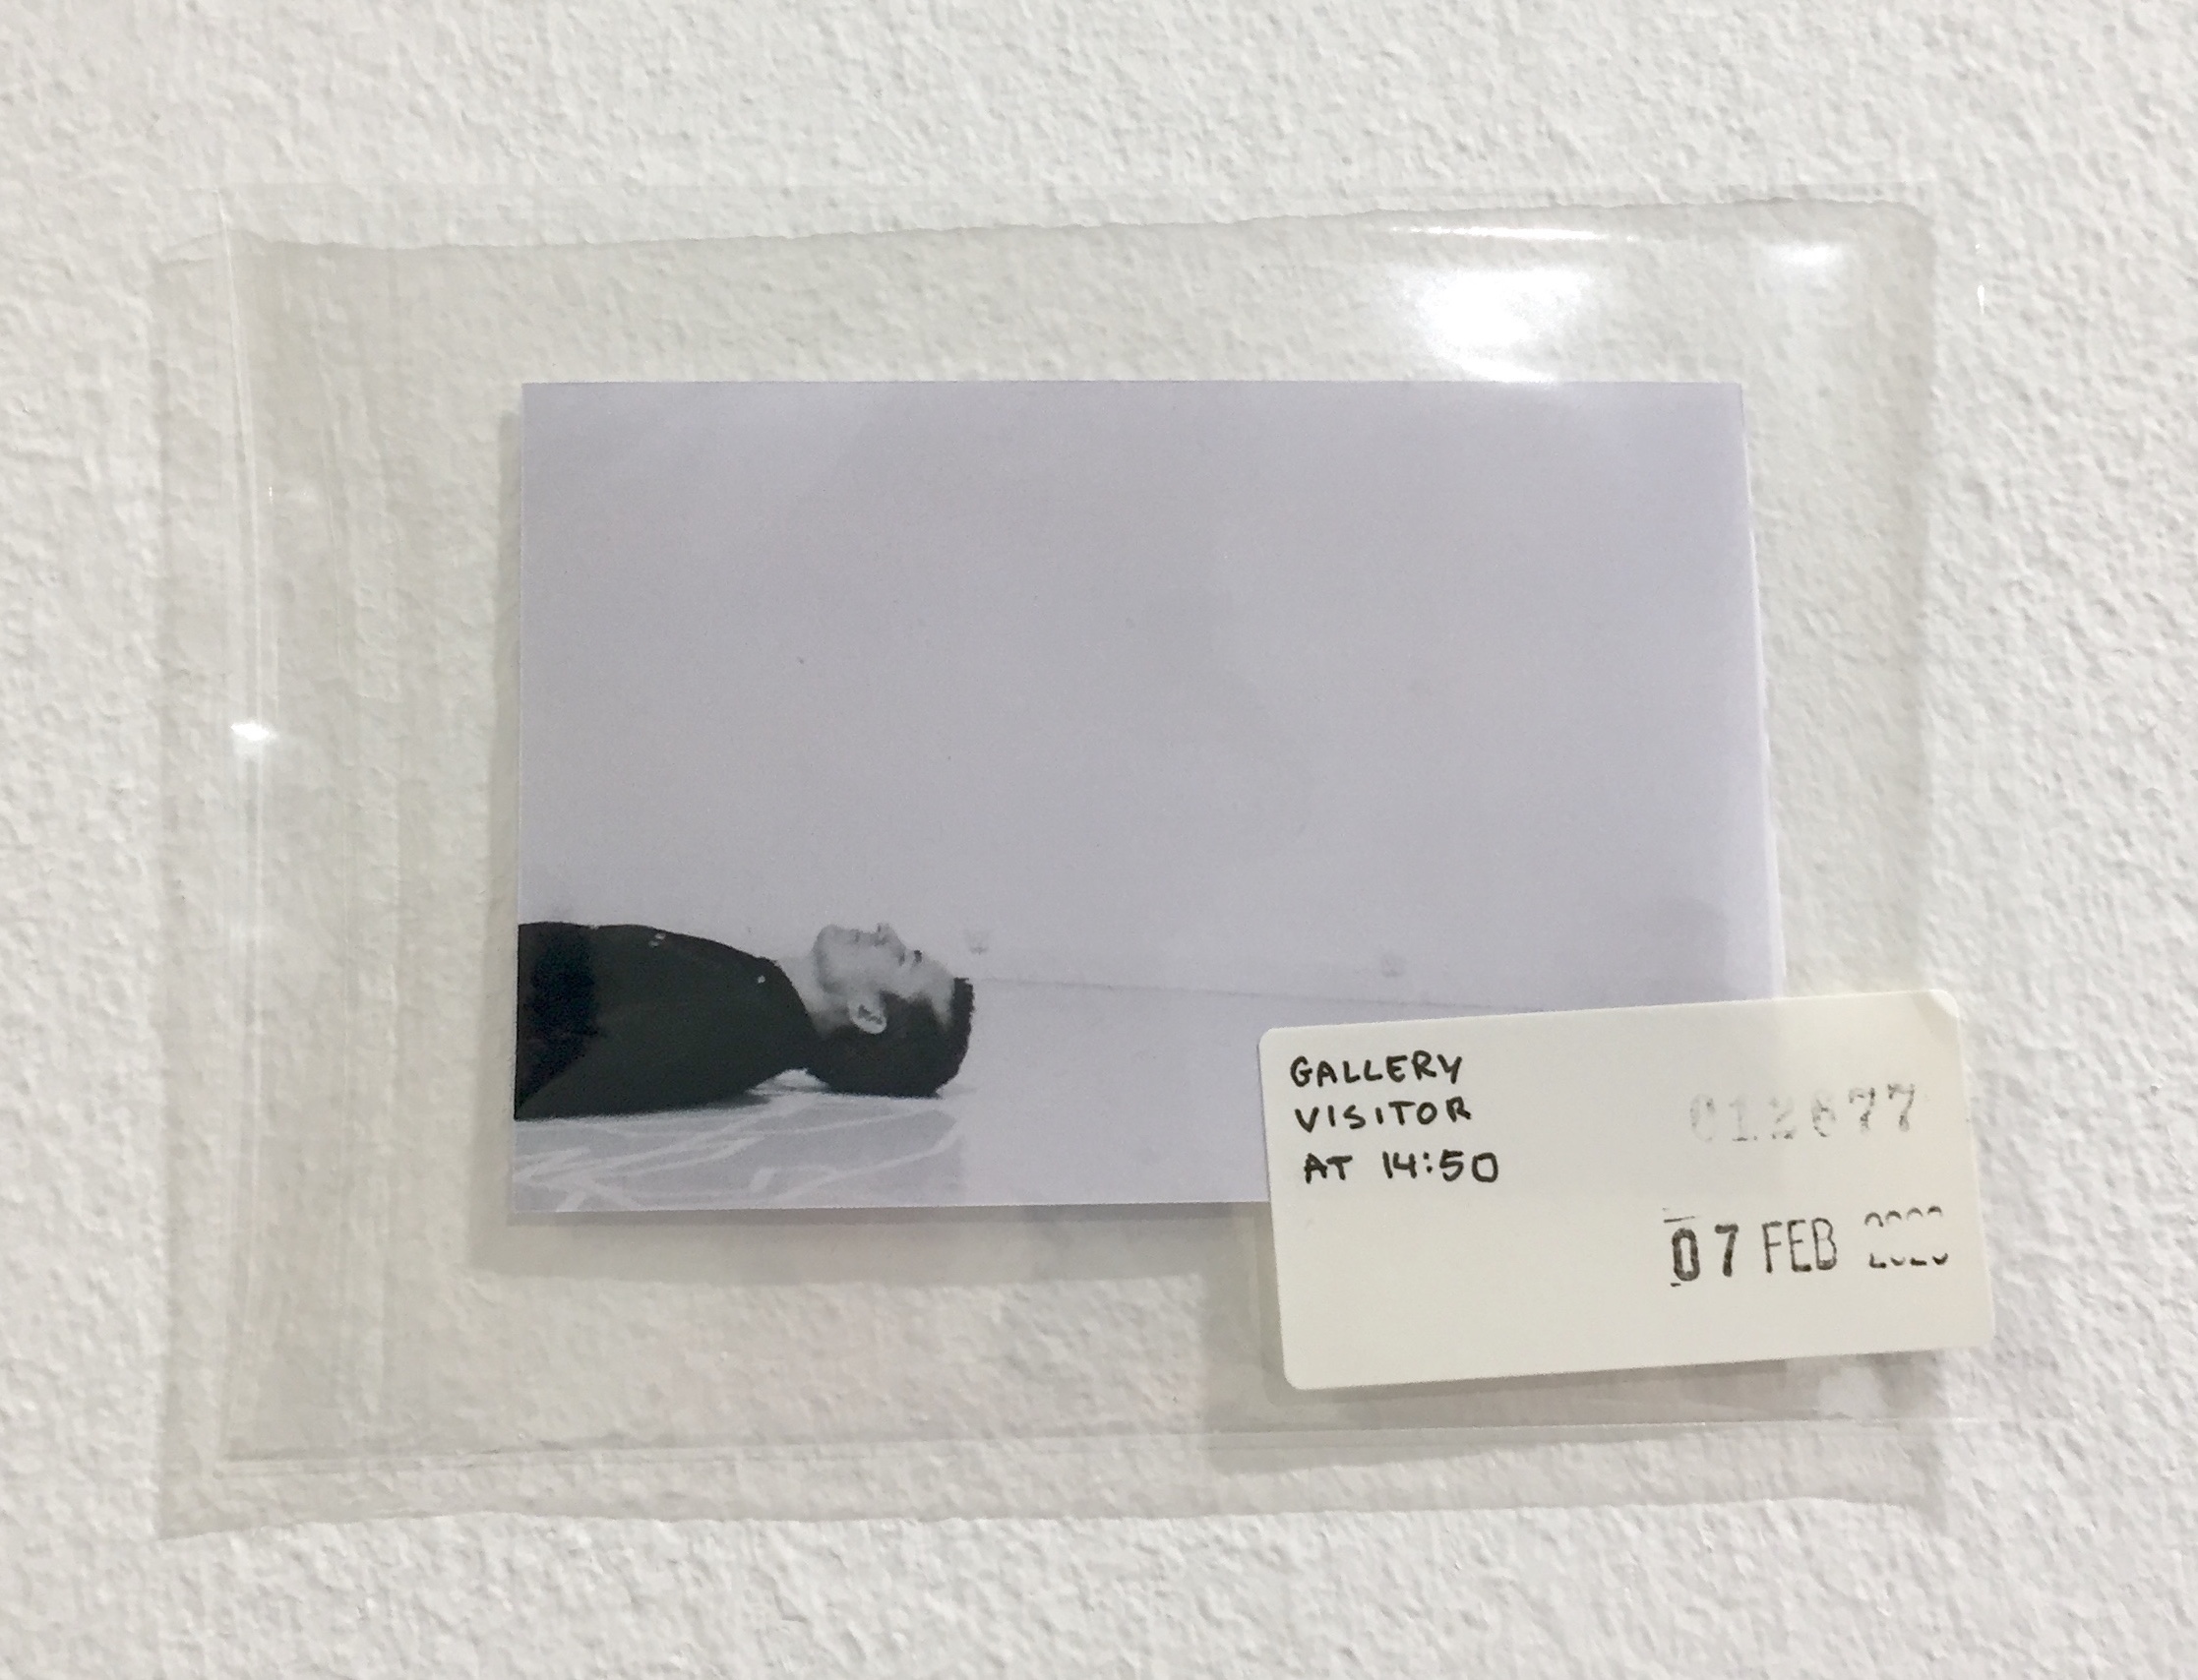 GALLERY
VISITOR
AT 14:50
07 FEB